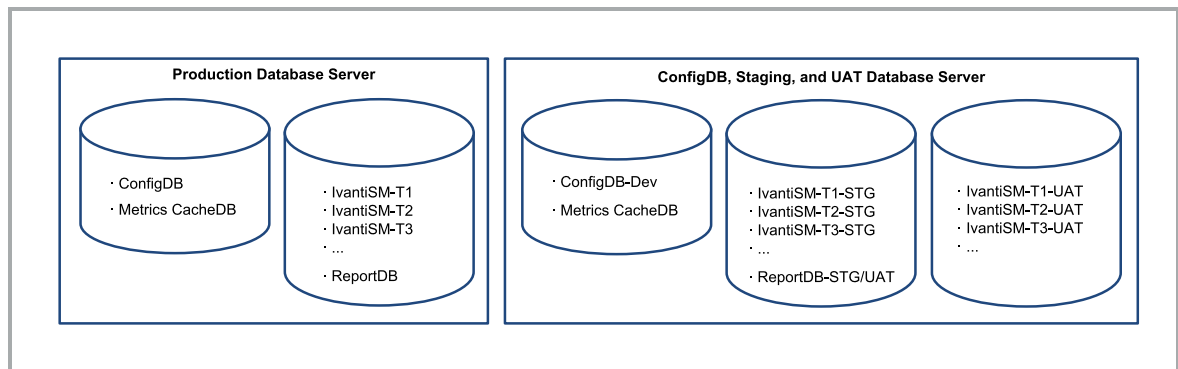 Production Database Server
· ConfigDB
· Metrics CacheDB
· IvantiSM-T1
· IvantiSM-T2
· IvantiSM-T3
· ...
· ReportDB
ConfigDB, Staging, and UAT Database Server
· ConfigDB-Dev
· Metrics CacheDB
· IvantiSM-T1-STG
· IvantiSM-T2-STG
· IvantiSM-T3-STG
· ...
· ReportDB-STG/UAT
· IvantiSM-T1-UAT
· IvantiSM-T2-UAT
· IvantiSM-T3-UAT
· ...